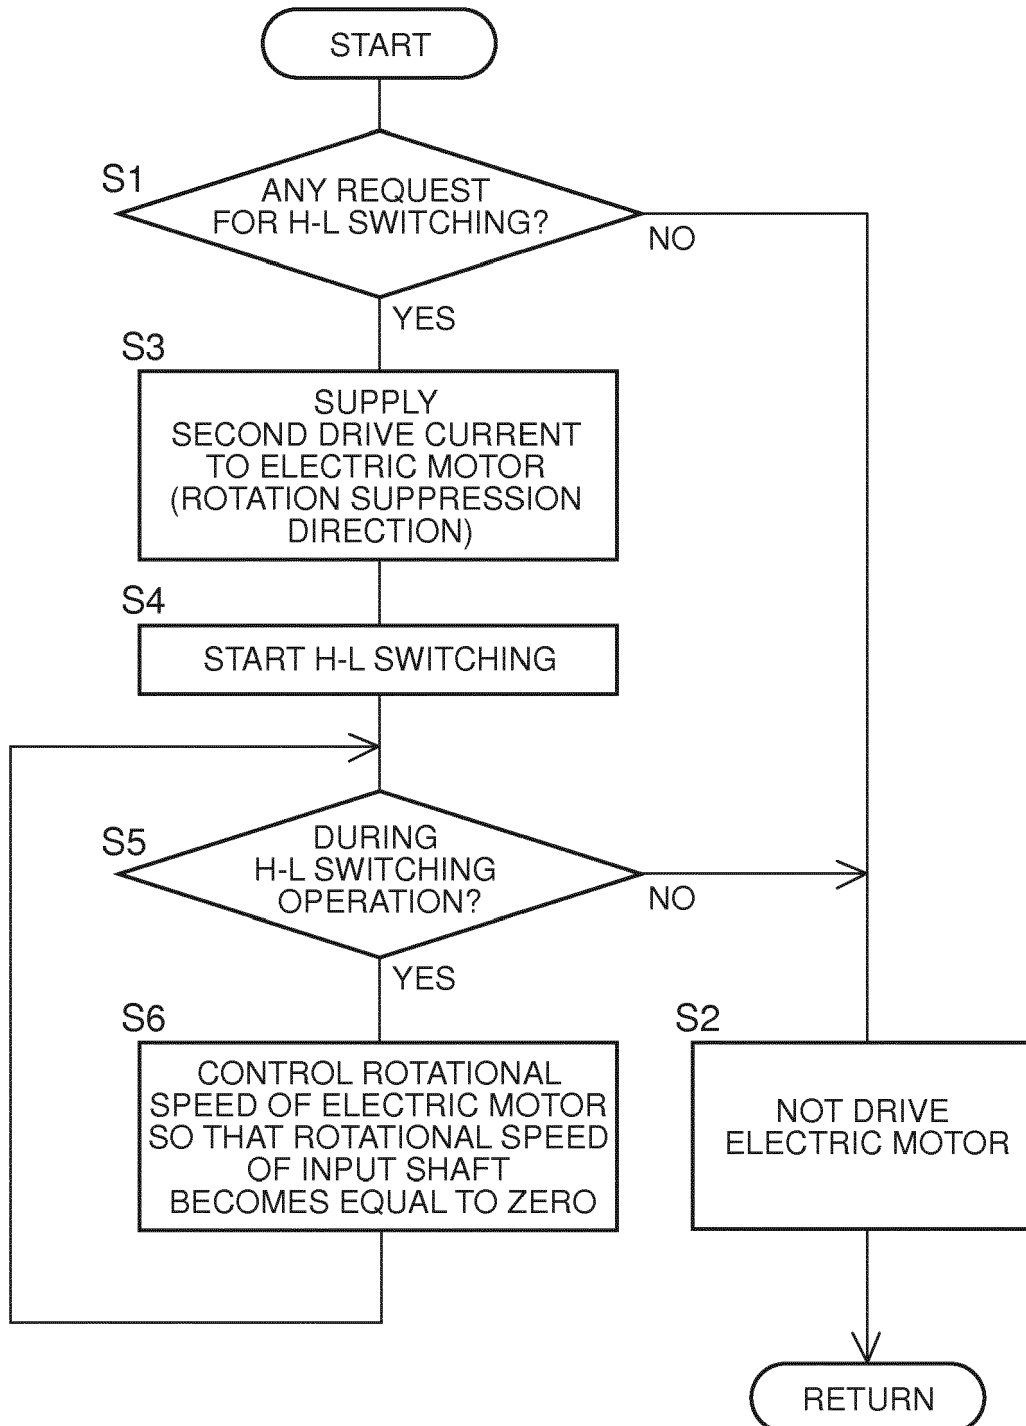 START
S1
ANY REQUEST
FOR H-L SWITCHING?
NO
YES
S3
SUPPLY
SECOND DRIVE CURRENT
TO ELECTRIC MOTOR
(ROTATION SUPPRESSION
DIRECTION)
S4
START H-L SWITCHING
S5
DURING
H-L SWITCHING
OPERATION?
NO
YES
S6
CONTROL ROTATIONAL
SPEED OF ELECTRIC MOTOR
SO THAT ROTATIONAL SPEED
OF INPUT SHAFT
BECOMES EQUAL TO ZERO
S2
NOT DRIVE
ELECTRIC MOTOR
RETURN